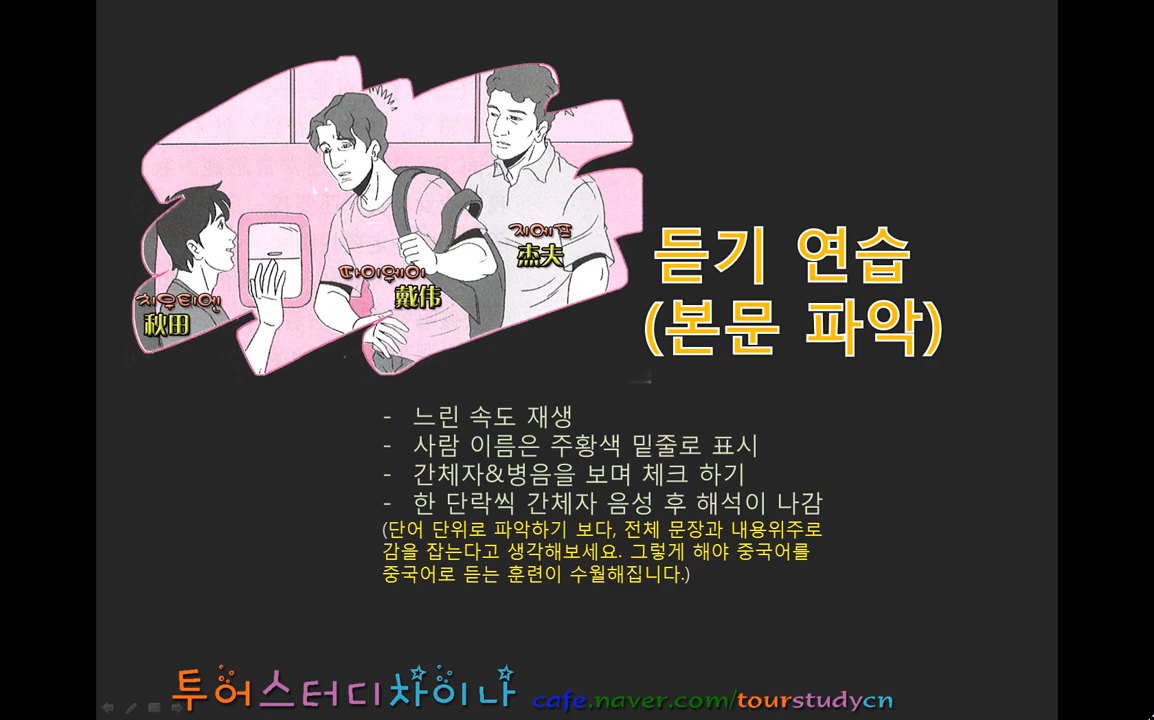 지에프
杰夫
따이웨이
戴伟
치우티엔
秋田
듣기 연습
(본문 파악)
- 느린 속도 재생
- 사람 이름은 주황색 밑줄로 표시
- 간체자&병음을 보며 체크 하기
- 한 단락씩 간체자 음성 후 해석이 나감
(단어 단위로 파악하기 보다, 전체 문장과 내용위주로
감을 잡는다고 생각해보세요. 그렇게 해야 중국어를
중국어로 듣는 훈련이 수월해집니다.)
투어스터디차이나 cafe.naver.com/tourstudycn